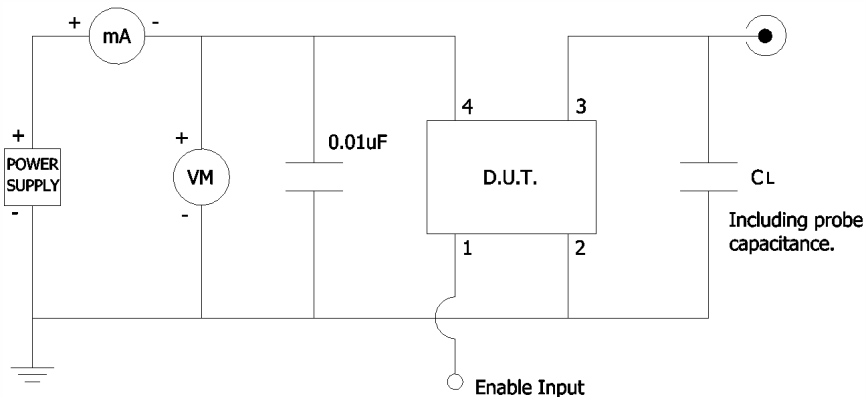 + mA -
4 3
+
POWER
SUPPLY
-
+
VM
-
0.01uF
D.U.T.
CL
Including probe
capacitance.
1 2
Enable Input